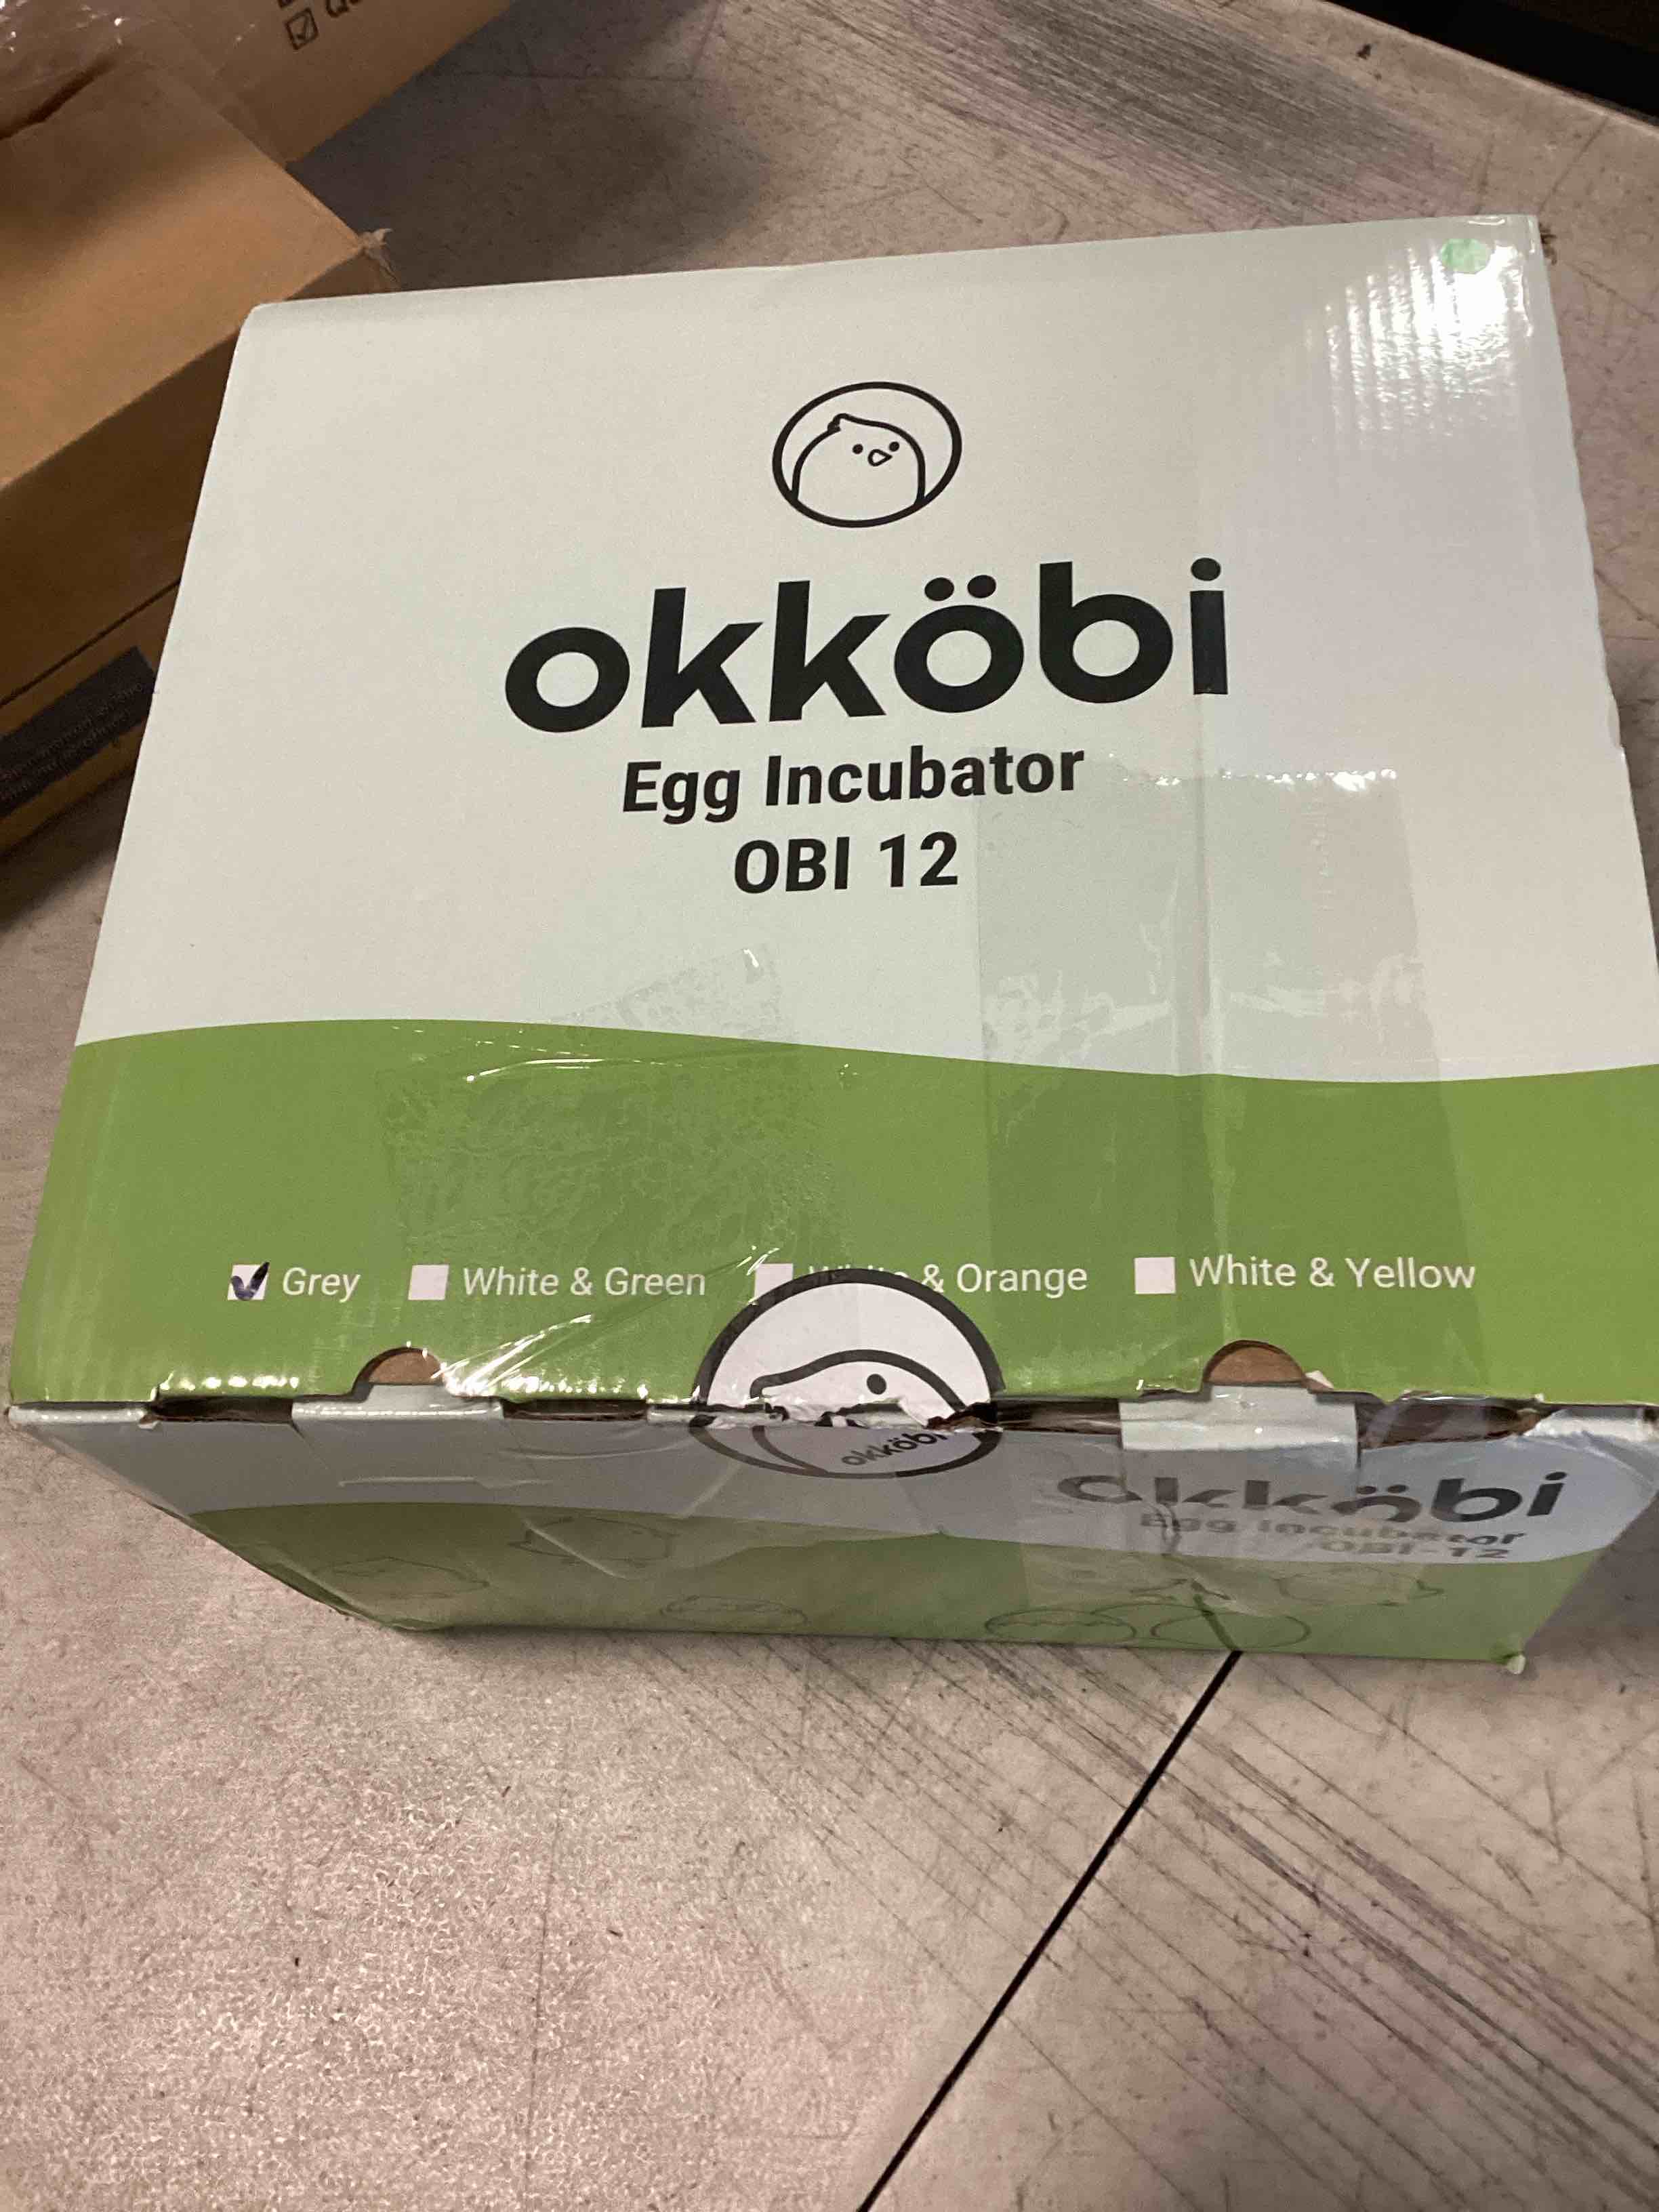 okköbi
Egg Incubator
OBI 12
Grey White & Green & Orange White & Yellow
okköbi
okköbi
Egg Incubator
OBI-12